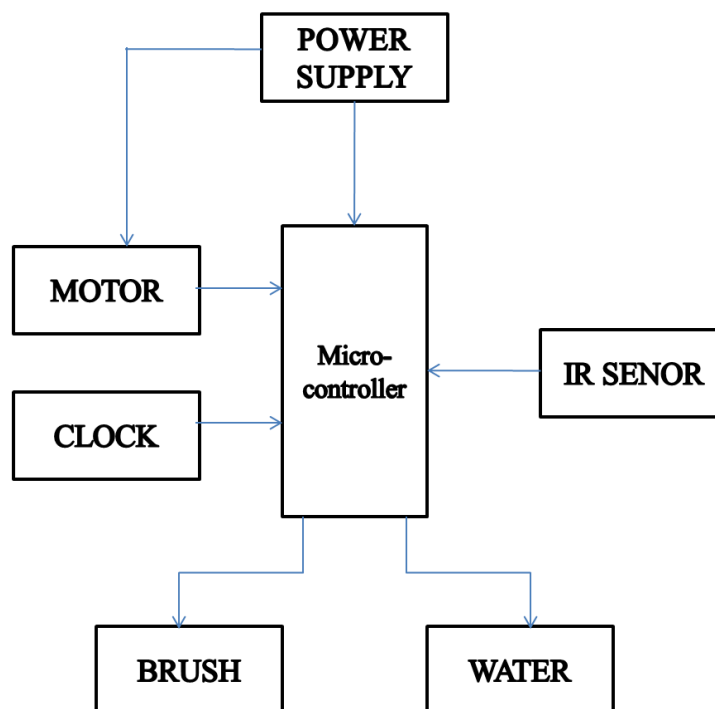 POWER
SUPPLY
MOTOR
Micro-
controller
IR SENOR
CLOCK
BRUSH
WATER